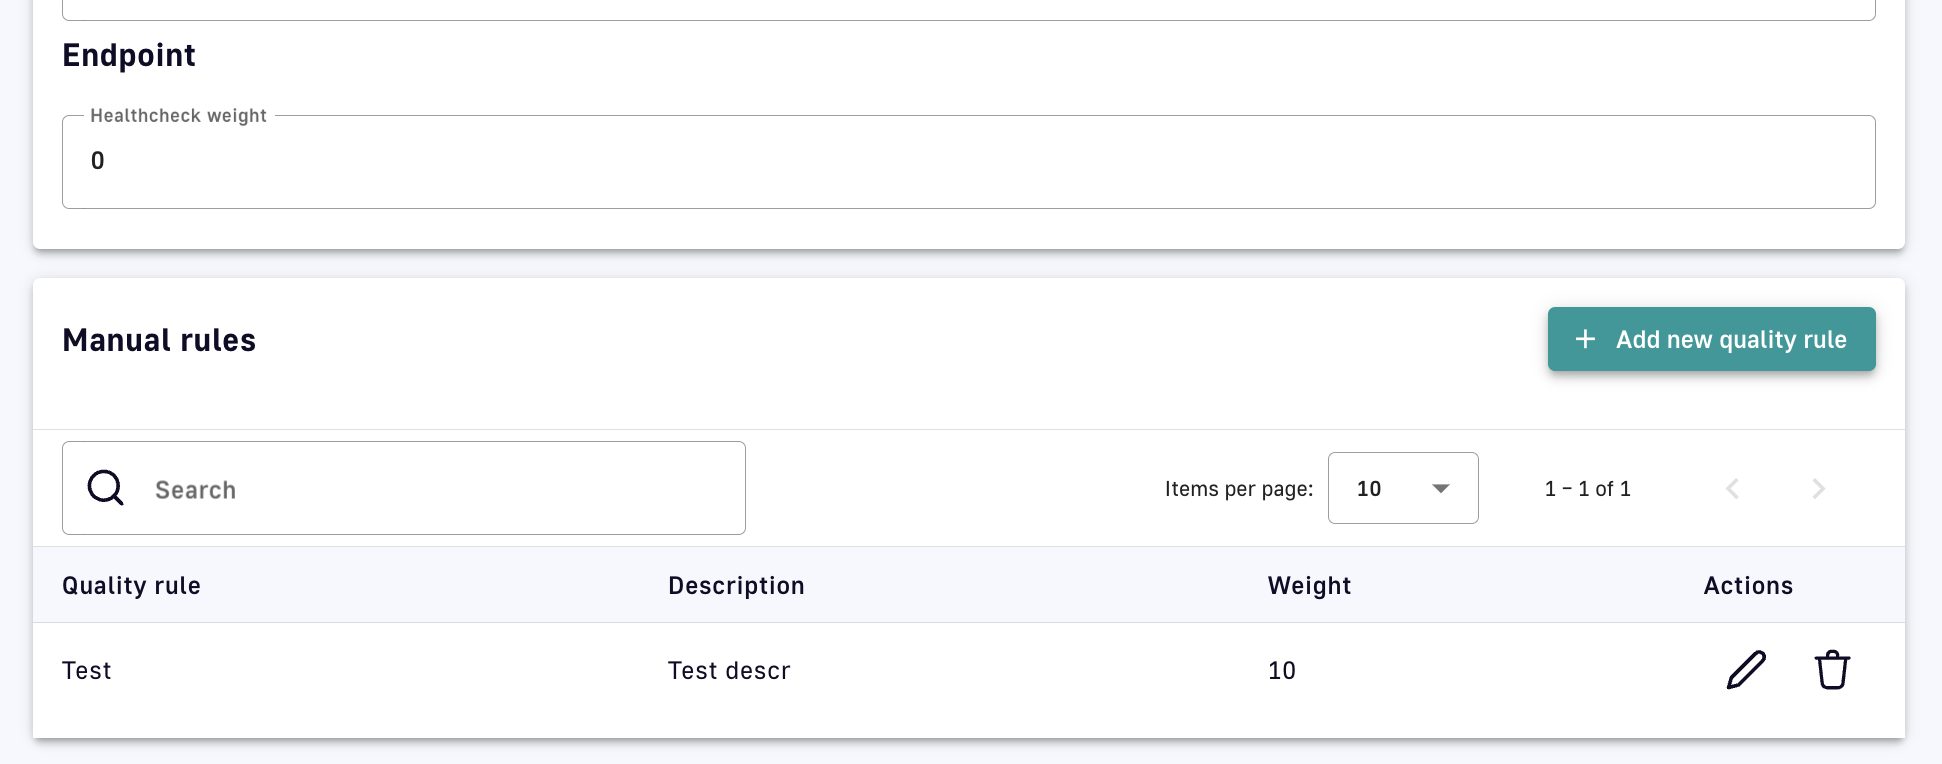 Endpoint
Healthcheck weight
0
Manual rules
+ Add new quality rule
Search
Items per page: 10 1 – 1 of 1
Quality rule Description Weight Actions
Test Test descr 10